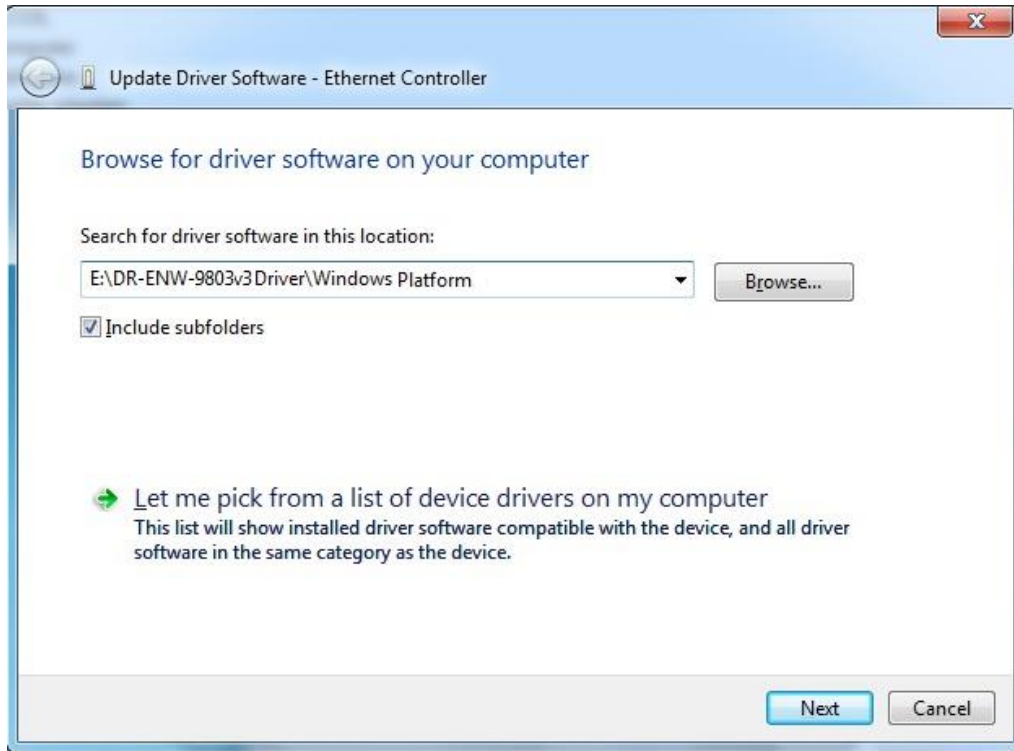 Update Driver Software - Ethernet Controller
Browse for driver software on your computer
Search for driver software in this location:
E:\DR-ENW-9803v3Driver\Windows Platform
Browse...
Include subfolders
Let me pick from a list of device drivers on my computer
This list will show installed driver software compatible with the device, and all driver
software in the same category as the device.
Next
Cancel